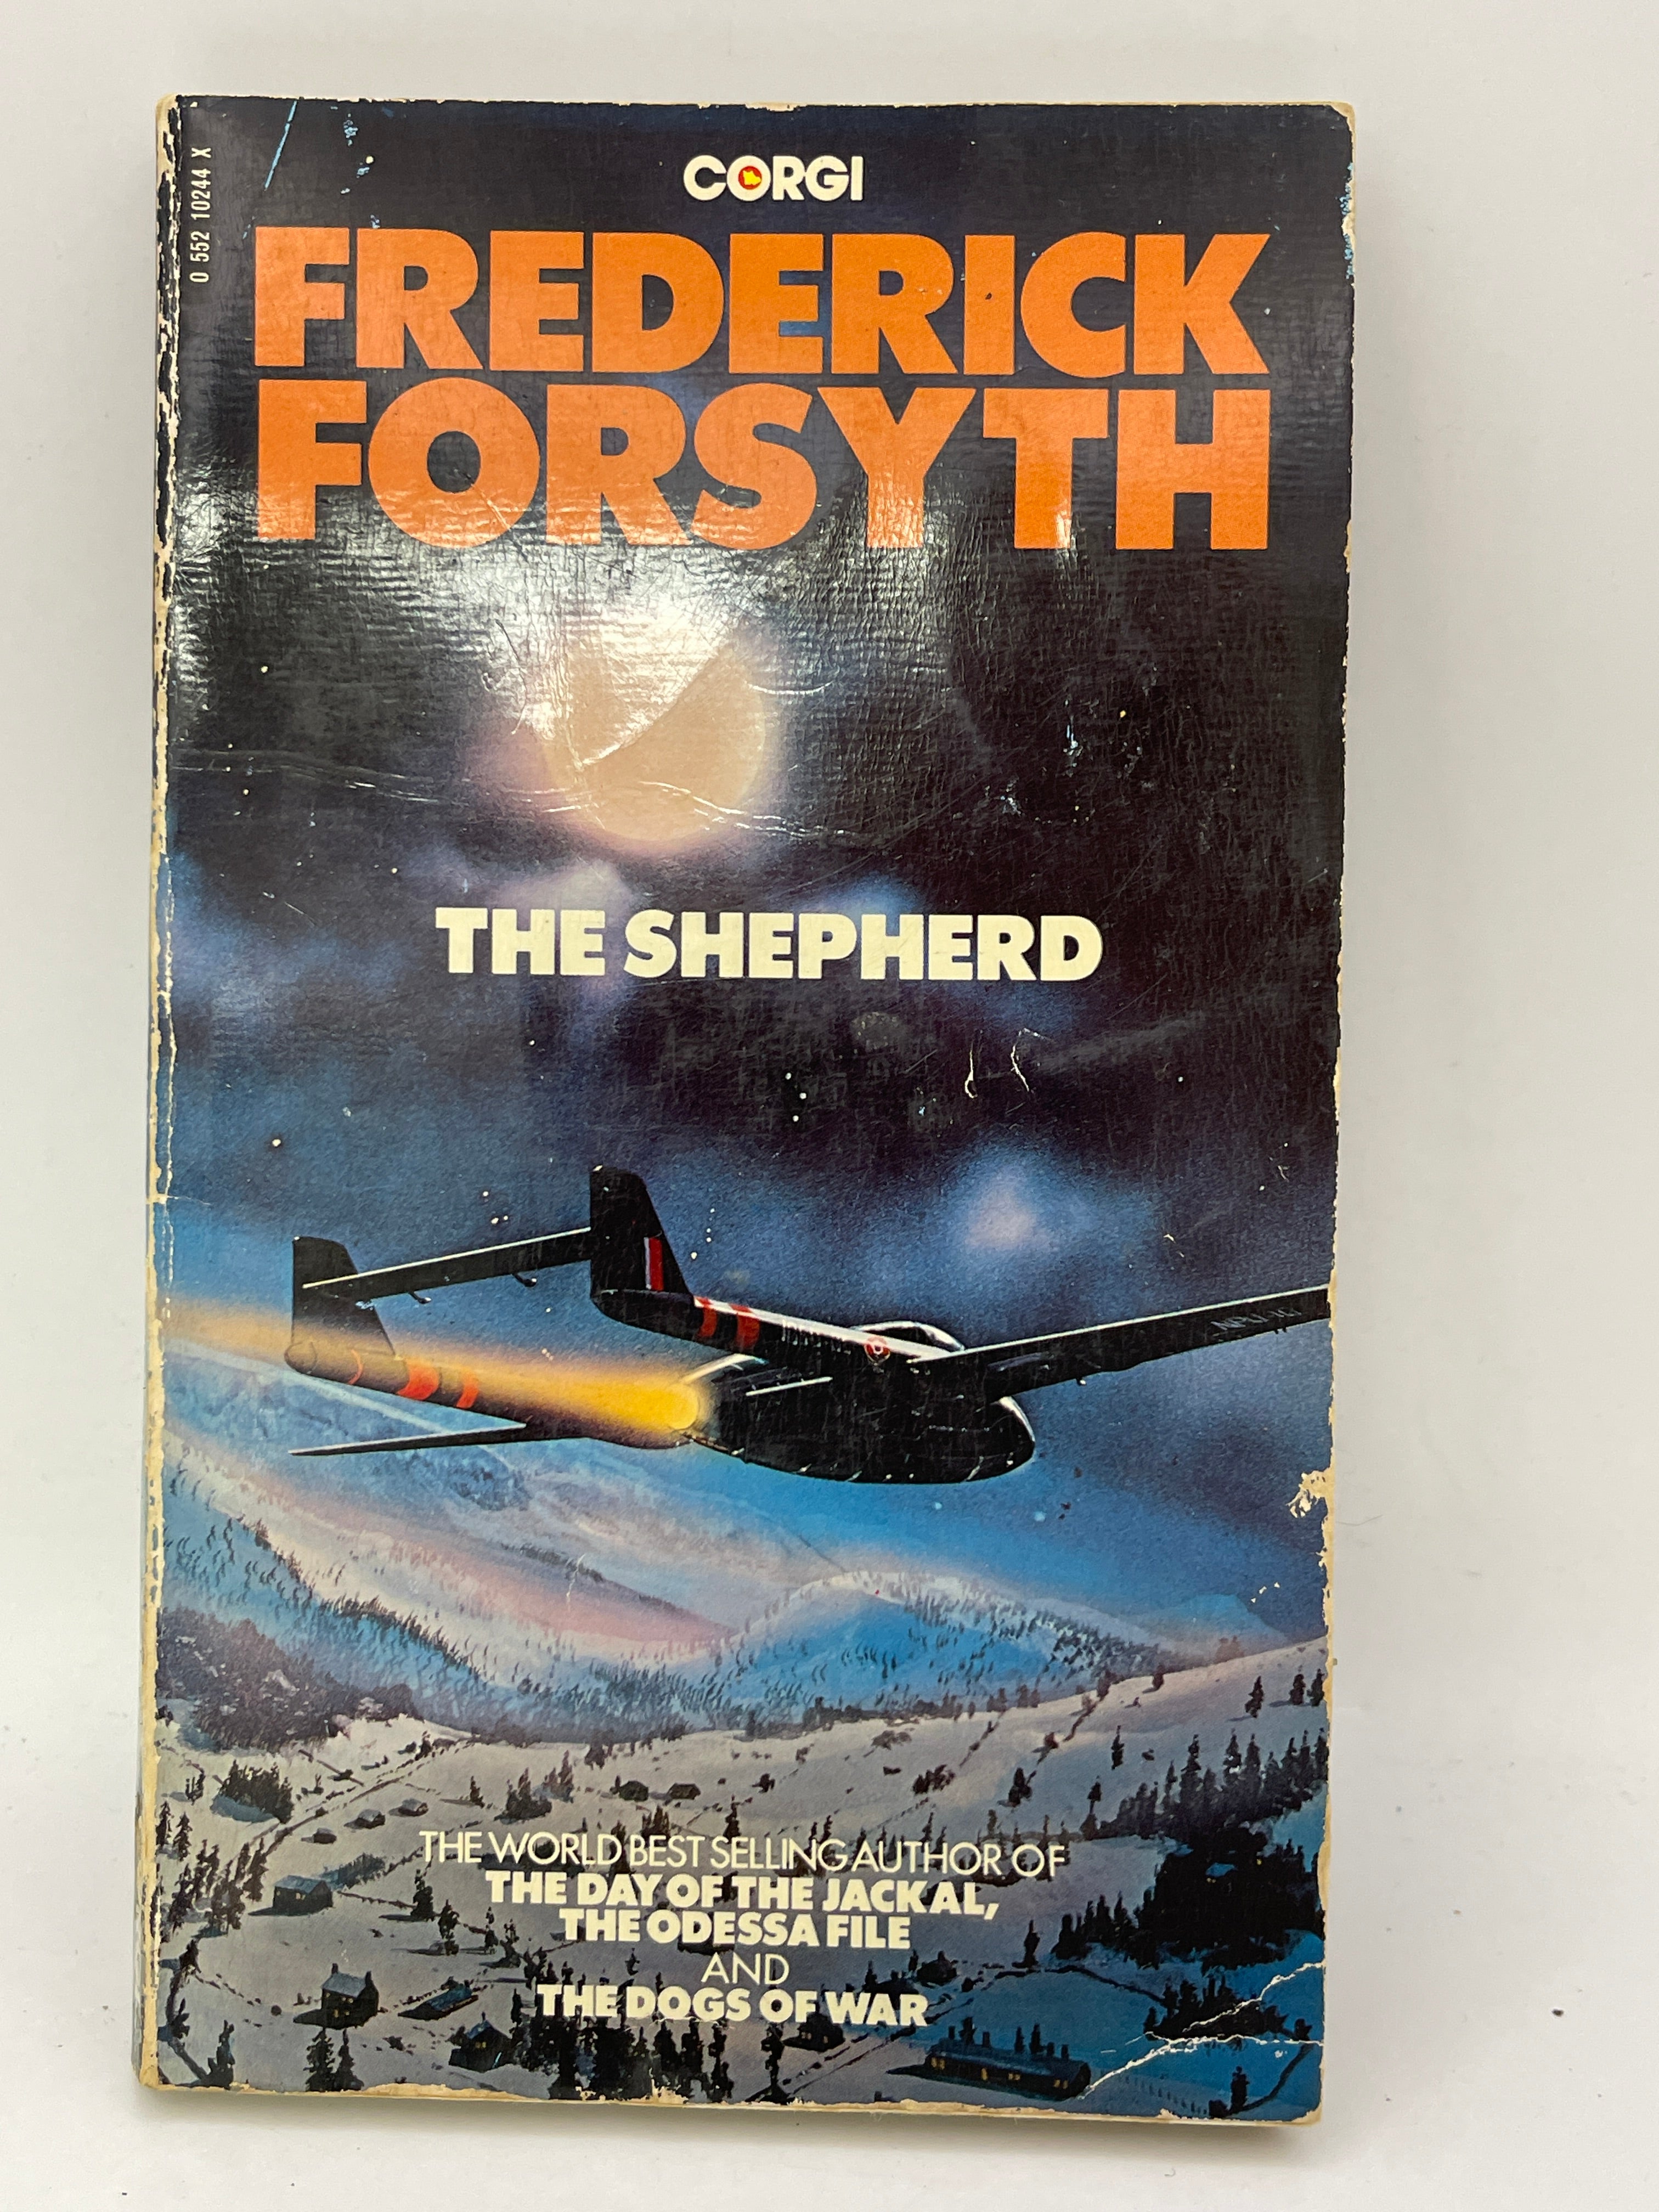 0 552 10244 X
CORGI
FREDERICK
FORSYTH
THE SHEPHERD
THE WORLD BEST SELLING AUTHOR OF
THE DAY OF THE JACKAL,
THE ODESSA FILE
AND
THE DOGS OF WAR